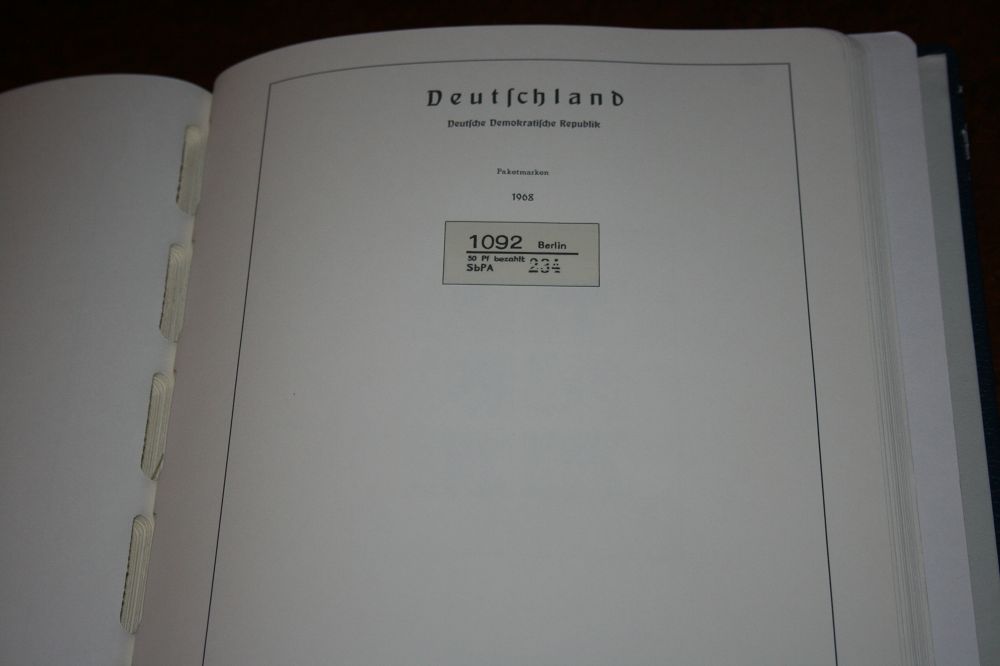 Deutſchland
Deutſche Demokratiſche Republik
Paketmarken
1968
1092 Berlin
50 Pf bezahlt
SbPA 234